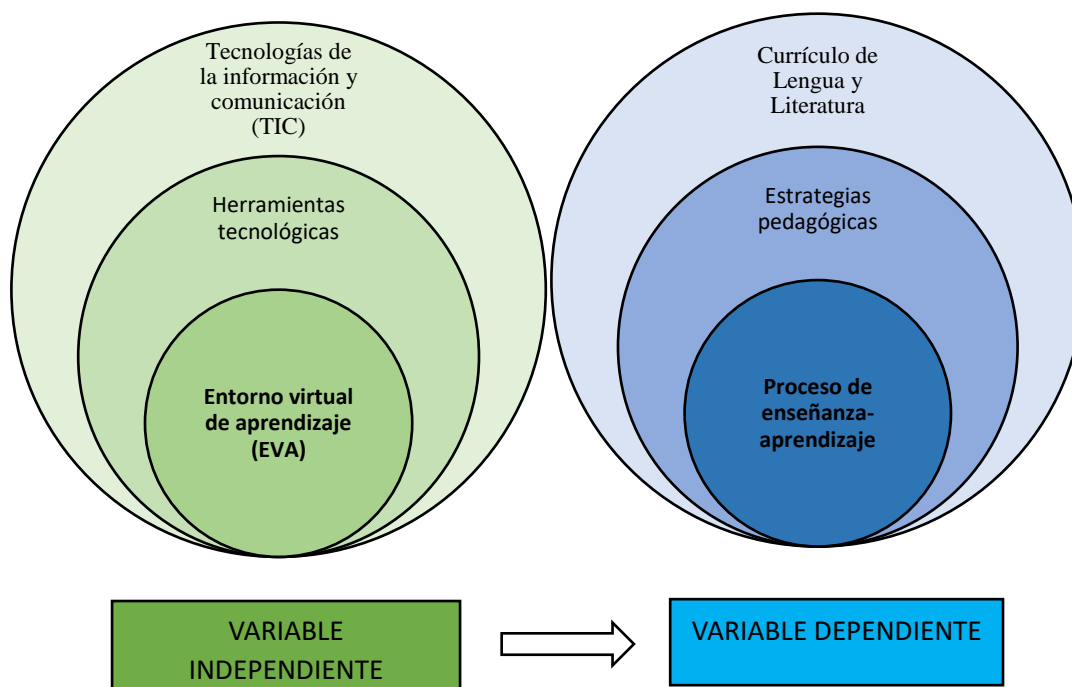 Tecnologías de
la información y
comunicación
(TIC)
Herramientas
tecnológicas
Entorno virtual
de aprendizaje
(EVA)
Currículo de
Lengua y
Literatura
Estrategias
pedagógicas
Proceso de
enseñanza-
aprendizaje
VARIABLE
INDEPENDIENTE
VARIABLE DEPENDIENTE